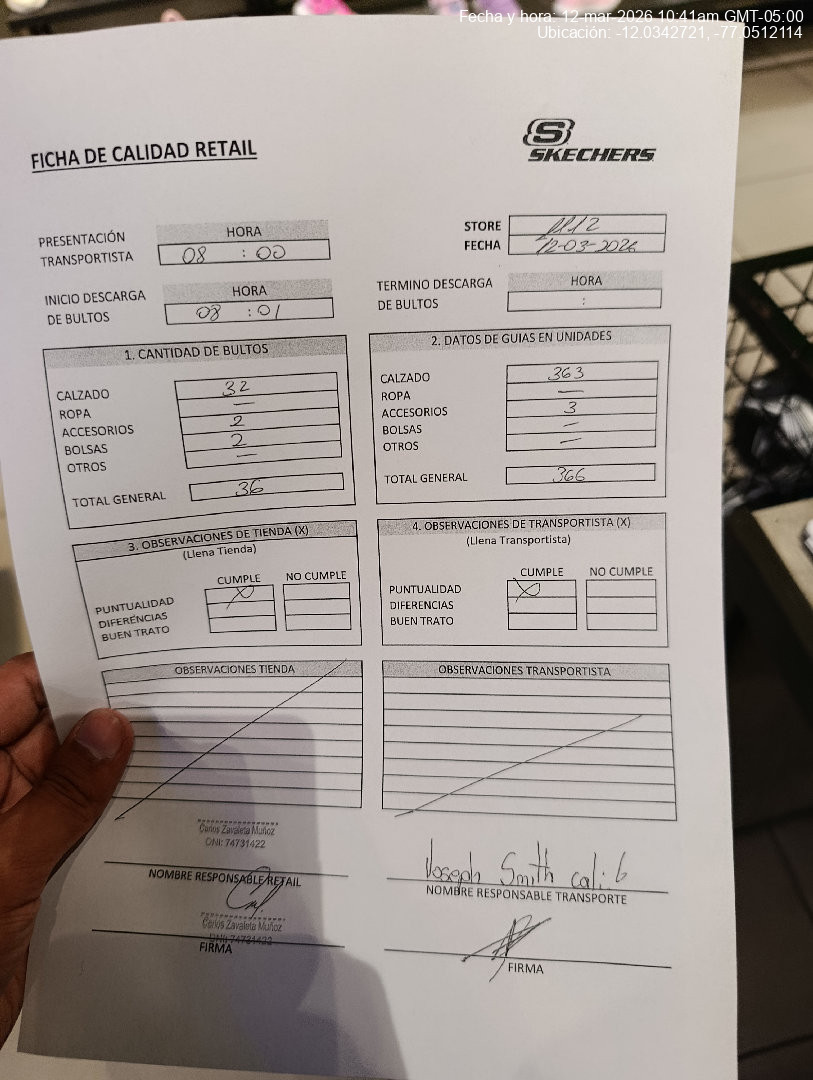 Fecha y hora: 12-mar-2026 10:41am GMT-05:00
Ubicación: -12.0342721, -77.0512114
FICHA DE CALIDAD RETAIL
SKECHERS
PRESENTACIÓN TRANSPORTISTA HORA 08 : 00
STORE 1112
FECHA 12-03-2026
INICIO DESCARGA DE BULTOS HORA 08 : 01
TERMINO DESCARGA DE BULTOS HORA :
1. CANTIDAD DE BULTOS
CALZADO 32
ROPA —
ACCESORIOS 2
BOLSAS 2
OTROS —
TOTAL GENERAL 36
2. DATOS DE GUIAS EN UNIDADES
CALZADO 363
ROPA —
ACCESORIOS 3
BOLSAS —
OTROS —
TOTAL GENERAL 366
3. OBSERVACIONES DE TIENDA (X)
(Llena Tienda)
CUMPLE NO CUMPLE
PUNTUALIDAD X
DIFERENCIAS
BUEN TRATO
4. OBSERVACIONES DE TRANSPORTISTA (X)
(Llena Transportista)
CUMPLE NO CUMPLE
PUNTUALIDAD X
DIFERENCIAS
BUEN TRATO
OBSERVACIONES TIENDA
OBSERVACIONES TRANSPORTISTA
Carlos Zavaleta Muñoz
DNI: 74731422
NOMBRE RESPONSABLE RETAIL
Joseph Smith
NOMBRE RESPONSABLE TRANSPORTE
Carlos Zavaleta Muñoz
DNI: 74731422
FIRMA
FIRMA